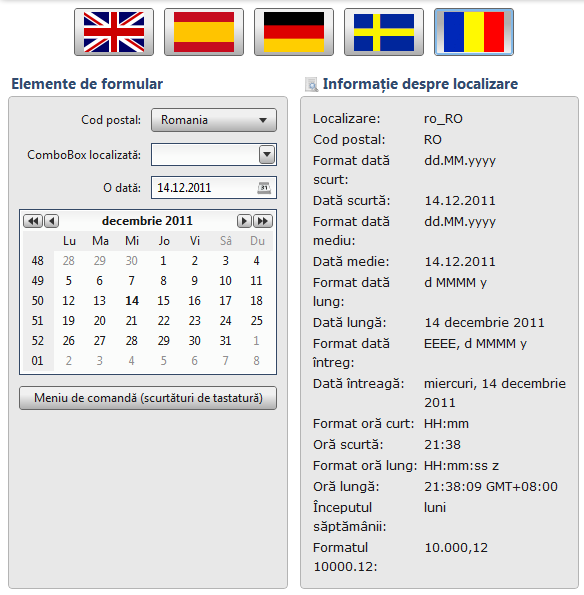 Elemente de formular
Cod postal: Romania
ComboBox localizată:
O dată: 14.12.2011
31
decembrie 2011
Lu Ma Mi Jo Vi Sâ Du
48 28 29 30 1 2 3 4
49 5 6 7 8 9 10 11
50 12 13 14 15 16 17 18
51 19 20 21 22 23 24 25
52 26 27 28 29 30 31 1
01 2 3 4 5 6 7 8
Meniu de comandă (scurtături de tastatură)
Informație despre localizare
Localizare: ro_RO
Cod postal: RO
Format dată dd.MM.yyyy
scurt:
Dată scurtă: 14.12.2011
Format dată dd.MM.yyyy
mediu:
Dată medie: 14.12.2011
Format dată d MMMM y
lung:
Dată lungă: 14 decembrie 2011
Format dată EEEE, d MMMM y
întreg:
Dată întreagă: miercuri, 14 decembrie
2011
Format oră curt: HH:mm
Oră scurtă: 21:38
Format oră lung: HH:mm:ss z
Oră lungă: 21:38:09 GMT+08:00
Începutul luni
săptămânii:
Formatul 10.000,12
10000.12: